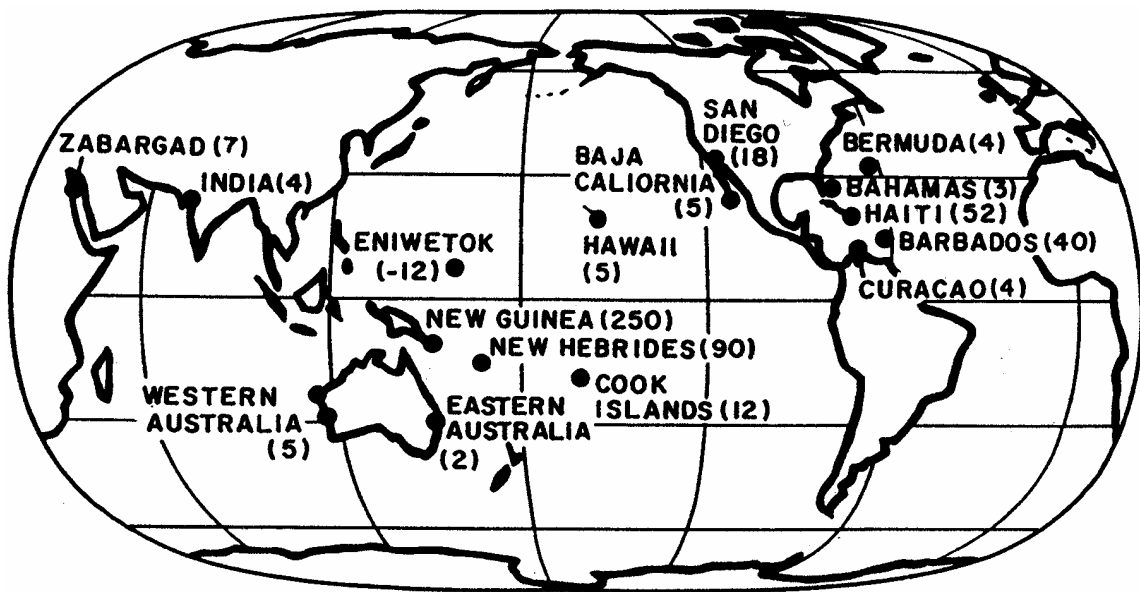 ZABARGAD (7)
INDIA (4)
SAN
DIEGO
(18)
BERMUDA (4)
BAJA
CALIORNIA
(5)
BAHAMAS (3)
HAITI (52)
BARBADOS (40)
CURACAO (4)
HAWAII
(5)
ENIWETOK
(-12)
NEW GUINEA (250)
NEW HEBRIDES (90)
COOK
ISLANDS (12)
WESTERN
AUSTRALIA
(5)
EASTERN
AUSTRALIA
(2)